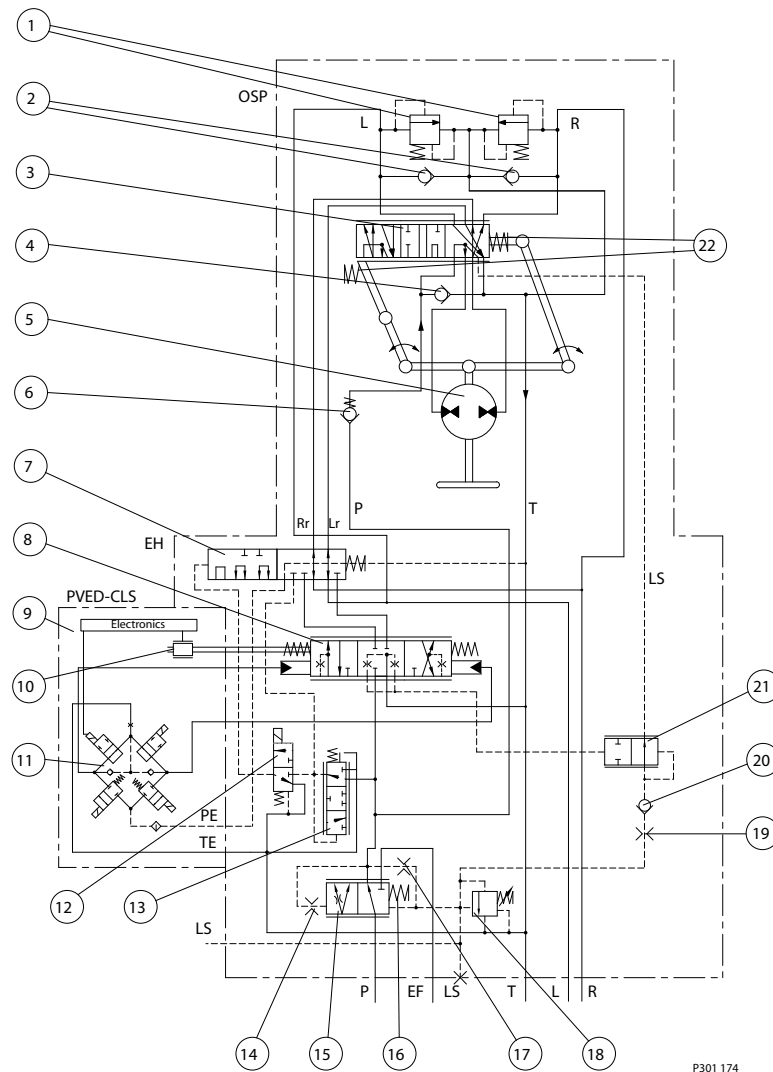 1
OSP
L
R
2
3
22
4
5
6
P
T
7
Rr
Lr
EH
LS
8
PVED-CLS
9
Electronics
10
21
11
20
PE
19
TE
12
13
17
LS
18
P
EF
LS
T
L
R
14
15
16
P301 174